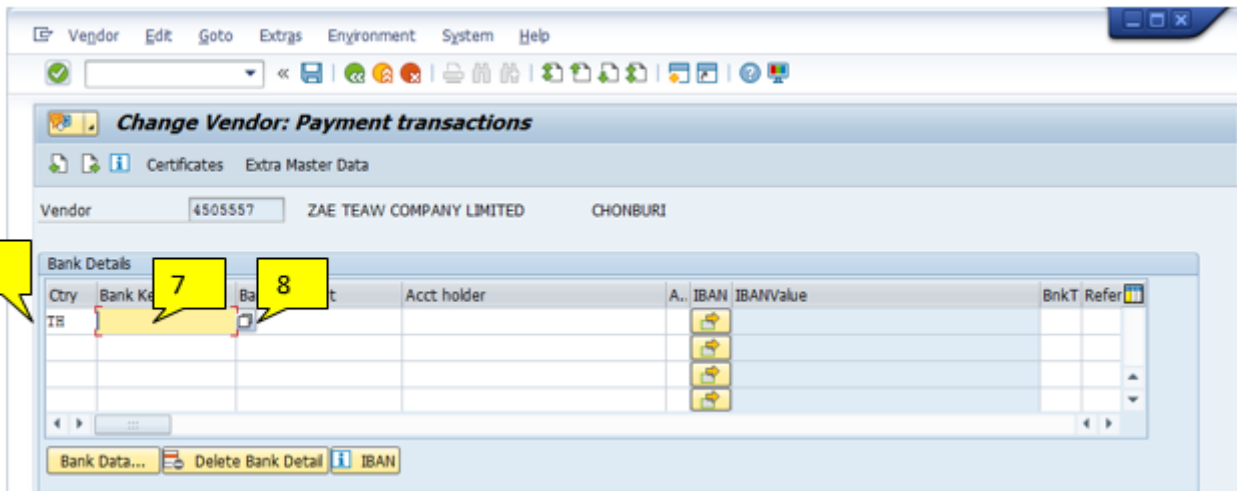 Vendor Edit Goto Extras Environment System Help
Change Vendor: Payment transactions
Certificates Extra Master Data
Vendor 4505557 ZAE TEAW COMPANY LIMITED CHONBURI
Bank Details
7 8
Ctry Bank Ke Ba t Acct holder A.. IBAN IBANValue BnkT Refer
TH
Bank Data... Delete Bank Detail IBAN